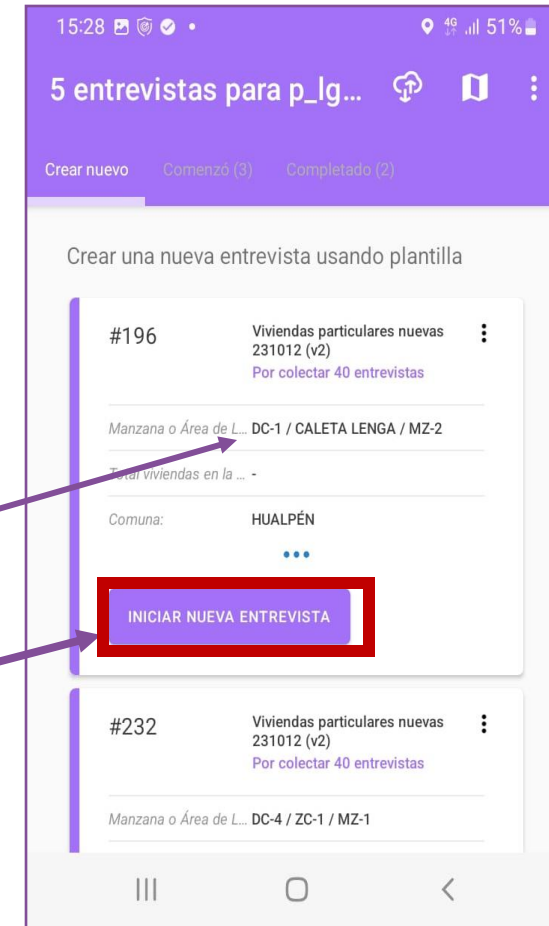 15:28 4G 51%
5 entrevistas para p_lg...
Crear nuevo Comenzó (3) Completado (2)
Crear una nueva entrevista usando plantilla
#196 Viviendas particulares nuevas
231012 (v2)
Por colectar 40 entrevistas
Manzana o Área de L... DC-1 / CALETA LENGA / MZ-2
Total viviendas en la ... -
Comuna: HUALPÉN
INICIAR NUEVA ENTREVISTA
#232 Viviendas particulares nuevas
231012 (v2)
Por colectar 40 entrevistas
Manzana o Área de L... DC-4 / ZC-1 / MZ-1